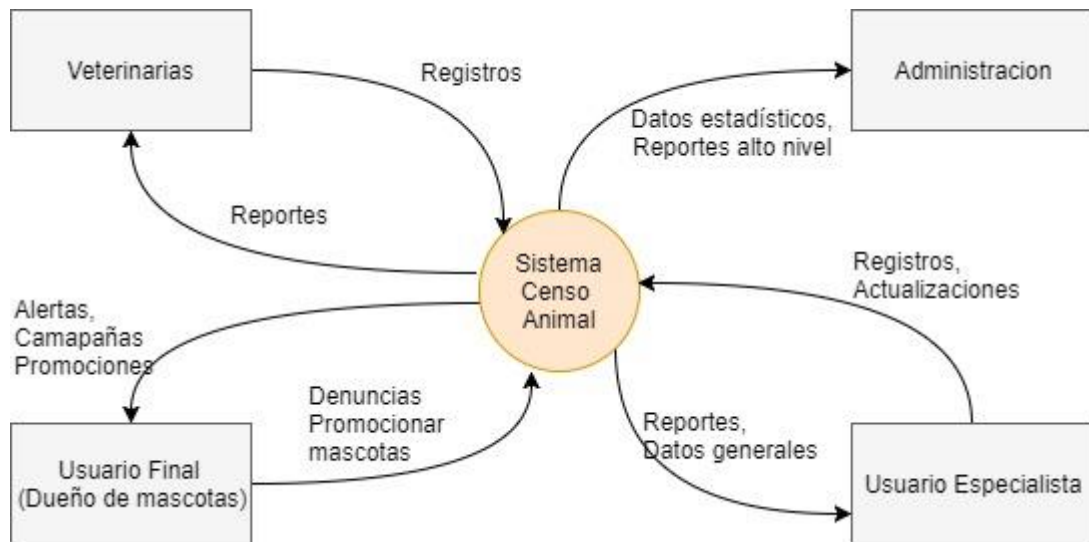 Veterinarias
Registros
Administracion
Datos estadísticos,
Reportes alto nivel
Reportes
Sistema
Censo
Animal
Registros,
Actualizaciones
Alertas,
Camapañas
Promociones
Denuncias
Promocionar
mascotas
Reportes,
Datos generales
Usuario Final
(Dueño de mascotas)
Usuario Especialista